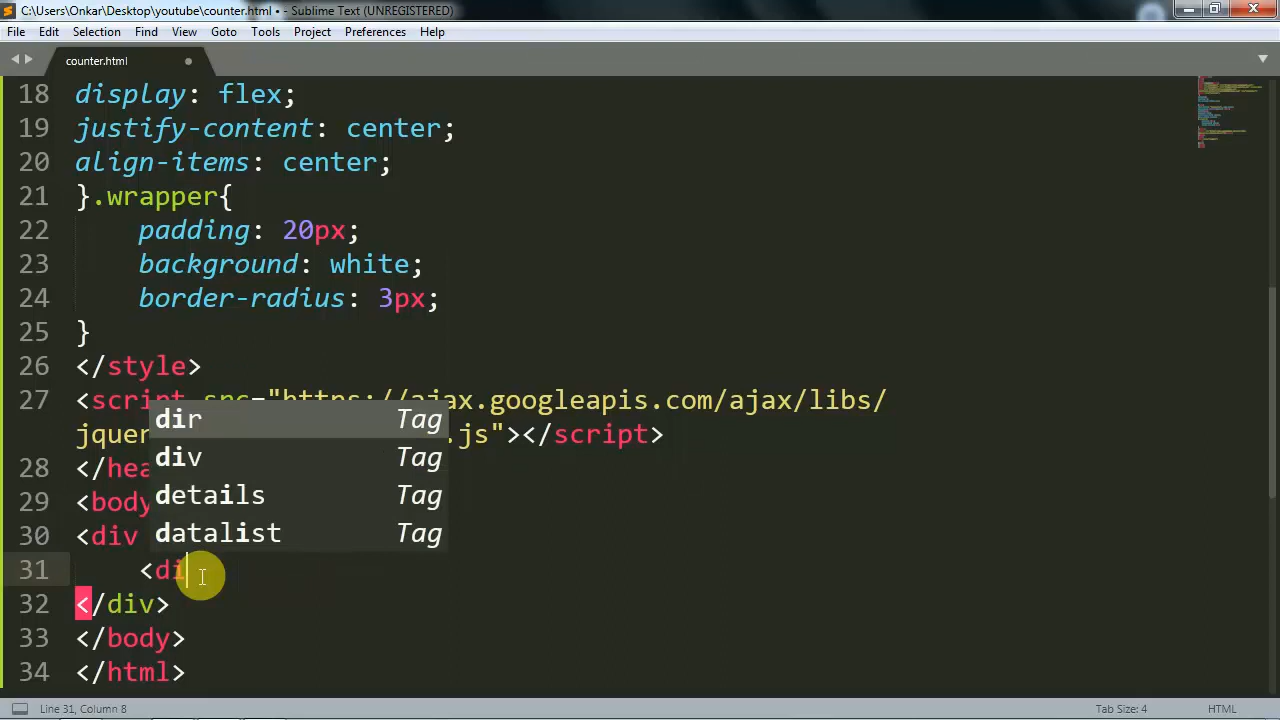 C:\Users\Onkar\Desktop\youtube\counter.html • - Sublime Text (UNREGISTERED)
File Edit Selection Find View Goto Tools Project Preferences Help
counter.html
18 display: flex;
19 justify-content: center;
20 align-items: center;
21 }.wrapper{
22 padding: 20px;
23 background: white;
24 border-radius: 3px;
25 }
26 </style>
27 <script src="https://ajax.googleapis.com/ajax/libs/
jquer .js"></script>
dir Tag
div Tag
details Tag
datalist Tag
28 </hea
29 <body
30 <div
31 <di
32 </div>
33 </body>
34 </html>
Line 31, Column 8 Tab Size: 4 HTML